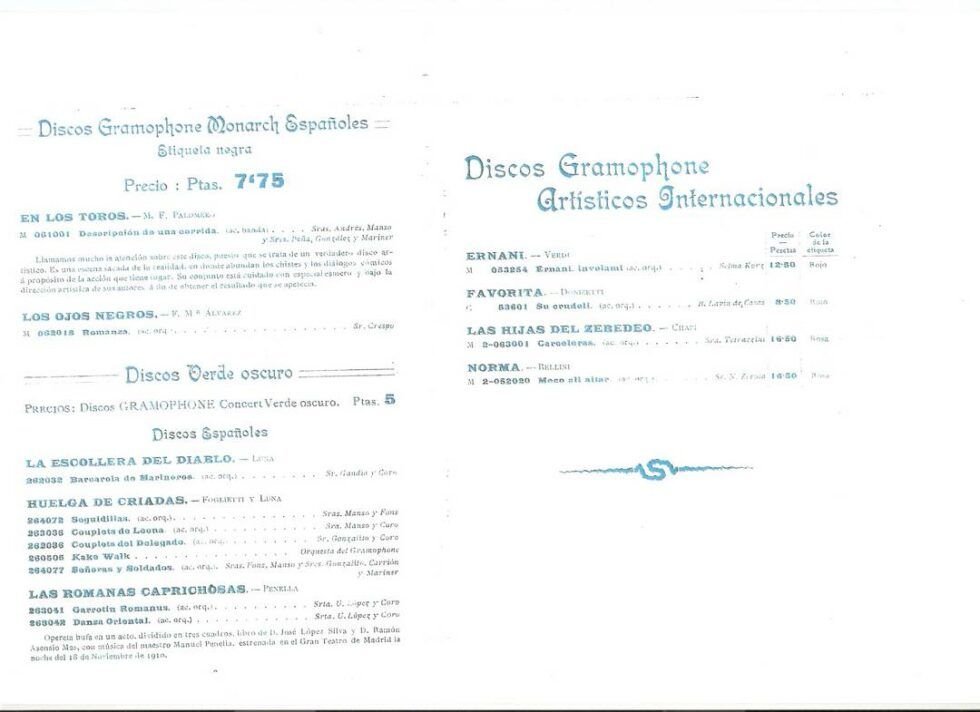 Discos Gramophone Monarch Españoles
Etiqueta negra
Precio : Ptas. 7'75
EN LOS TOROS. — M. F. PALOMERO
M 061001 Descripción de una corrida. (ac. banda) . . . . Sras. Andrés, Manso
y Sres. Peña, González y Mariner
Llamamos mucho la atención sobre este disco, puesto que se trata de un verdadero disco ar-
tístico. Es una escena sacada de la realidad, en donde abundan los chistes y los diálogos cómicos
á propósito de la acción que tiene lugar. Su conjunto está cuidado con especial esmero y bajo la
dirección artística de sus autores, á fin de obtener el resultado que se apetecía.
LOS OJOS NEGROS. — F. M.ª ALVAREZ
M 062018 Romanza. (ac. orq.) . . . . Sr. Crespo
Discos Verde oscuro
PRECIOS: Discos GRAMOPHONE Concert Verde oscuro. Ptas. 5
Discos Españoles
LA ESCOLLERA DEL DIABLO. — LUNA
262032 Barcarola de Marineros. (ac. orq.) . . . . Sr. Gandía y Coro
HUELGA DE CRIADAS. — FOGLIETTI Y LUNA
264072 Seguidillas. (ac. orq.) . . . . Sras. Manso y Fons
263036 Couplets de Leona. (ac. orq.) . . . . Sra. Manso y Coro
262036 Couplets del Delegado. . . . . Sr. Gonzalito y Coro
260505 Kake Walk . . . . Orquesta del Gramophone
264077 Señoras y Soldados. (ac. orq.). Sras. Fons, Manso y Sres. Gonzalito, Carrión
y Mariner
LAS ROMANAS CAPRICHOSAS. — PENELLA
263041 Garrotín Romanus. (ac. orq.) . . . . Srta. U. López y Coro
263042 Danza Oriental. (ac. orq.) . . . . Srta. U. López y Coro
Opereta bufa en un acto, dividido en tres cuadros, libro de D. José López Silva y D. Ramón
Asensio Mas, con música del maestro Manuel Penella, estrenada en el Gran Teatro de Madrid la
noche del 18 de Noviembre de 1910.
Discos Gramophone
Artísticos Internacionales
Precio — Pesetas
Color de la etiqueta
ERNANI. — VERDI
M 053254 Ernani, involami (ac. orq.) . . . . Selma Kurz 12·50 Rojo
FAVORITA. — DONIZETTI
C 53601 Su crudeli. (ac. orq.) . . . . 8·50
LAS HIJAS DEL ZEBEDEO. — CHAPÍ
M 2-063001 Carceleras. (ac. orq.) . . . . Sra. Tetrazzini 16·50 Rosa
NORMA. — BELLINI
M 2-052020 Meco all altar. (ac. orq.) . . . . 16·50 Rosa